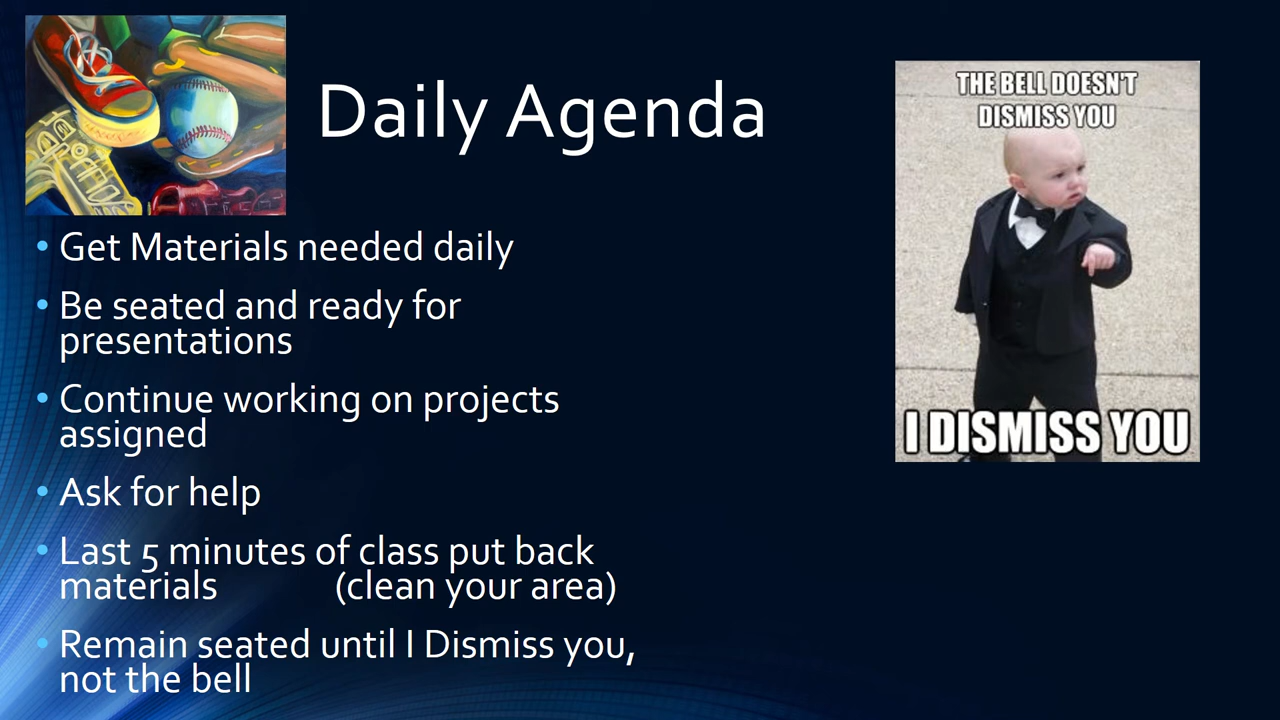 Daily Agenda
THE BELL DOESN'T
DISMISS YOU
I DISMISS YOU
• Get Materials needed daily
• Be seated and ready for
presentations
• Continue working on projects
assigned
• Ask for help
• Last 5 minutes of class put back
materials (clean your area)
• Remain seated until I Dismiss you,
not the bell